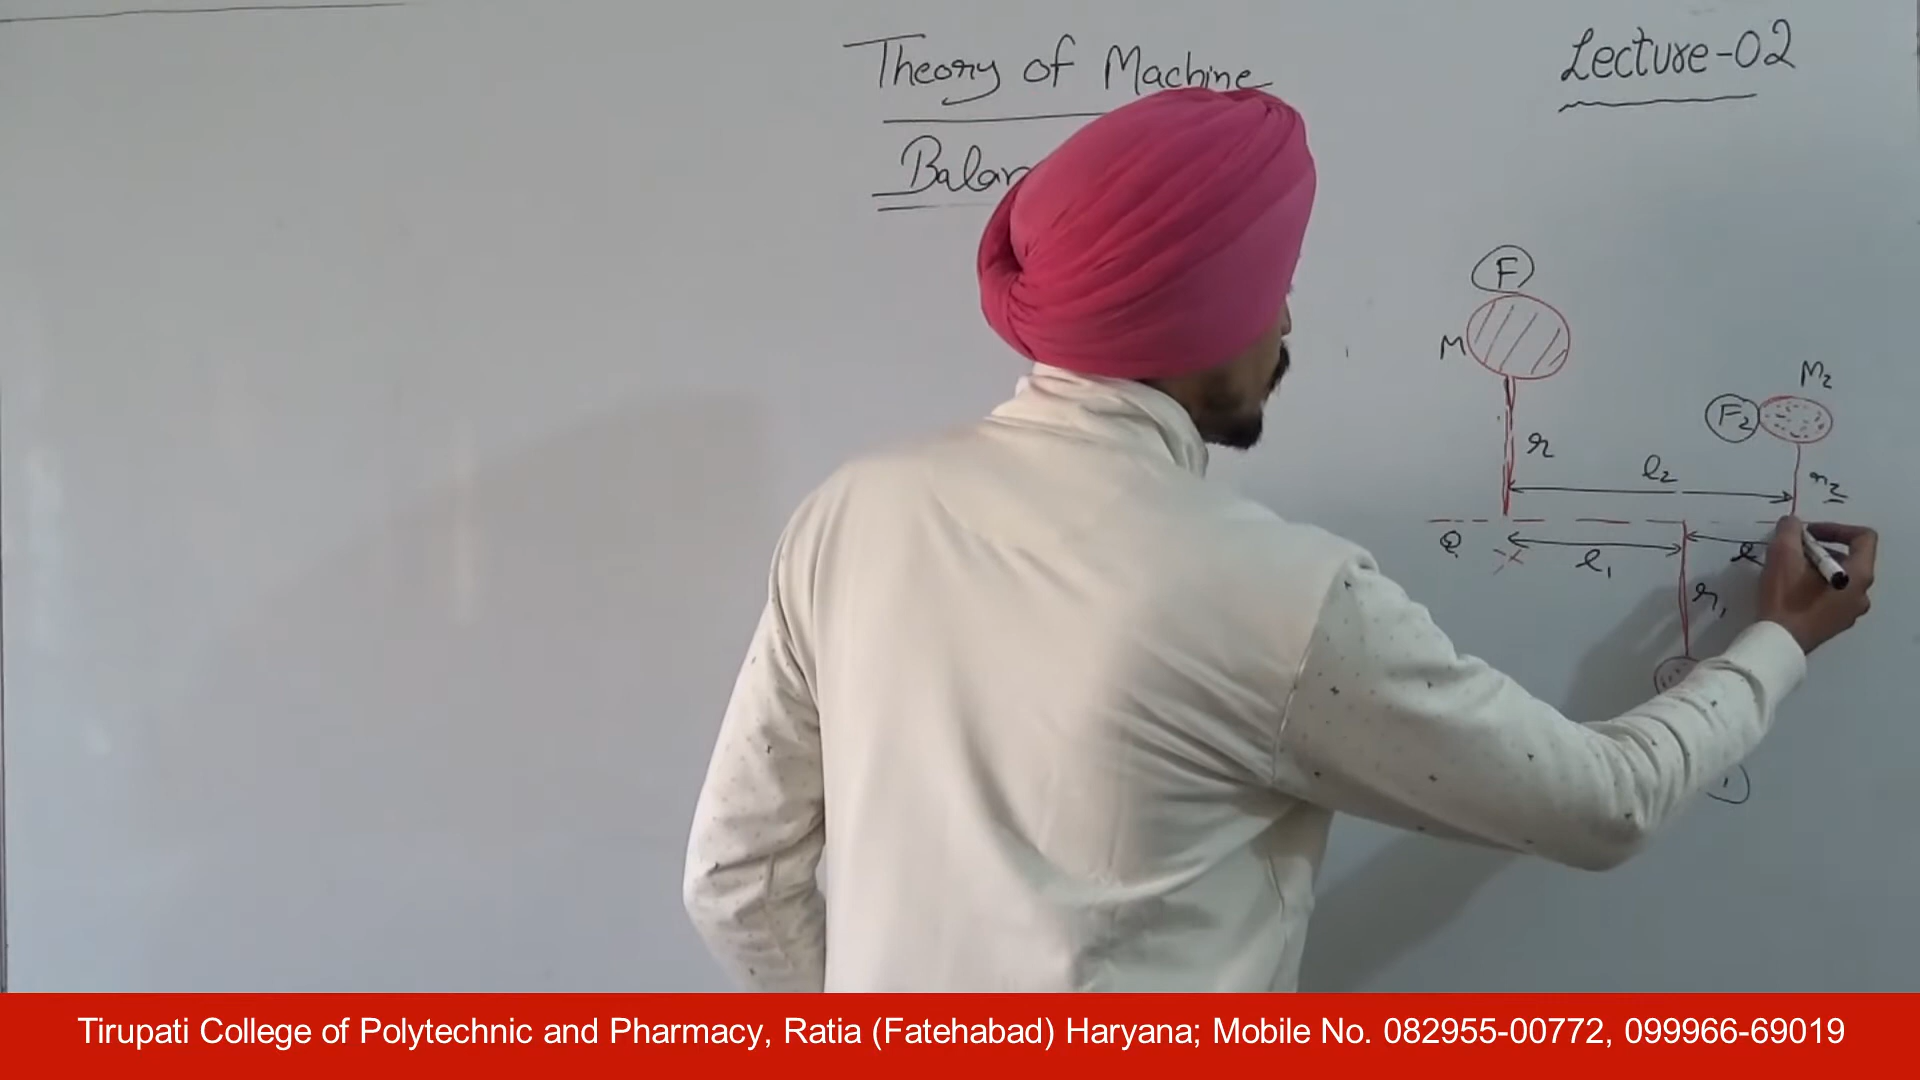 Theory of Machine
Lecture-02
F
M
M2
F2
r
l2
r2
l1
r1
Tirupati College of Polytechnic and Pharmacy, Ratia (Fatehabad) Haryana; Mobile No. 082955-00772, 099966-69019